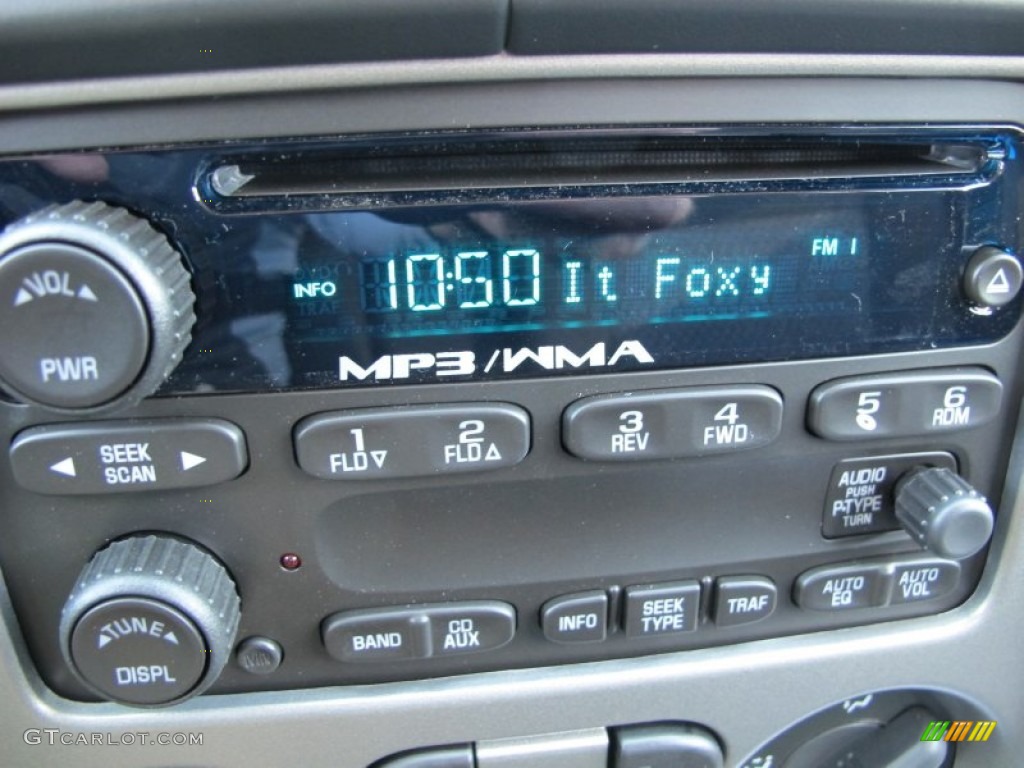 VOL
PWR
INFO 10:50 It Foxy FM 1
MP3/WMA
SEEK
SCAN
1
FLD
2
FLD
3
REV
4
FWD
5
6
RDM
AUDIO
PUSH
P-TYPE
TURN
TUNE
DISPL
BAND
CD
AUX
INFO
SEEK
TYPE
TRAF
AUTO
EQ
AUTO
VOL
GTCARLOT.COM